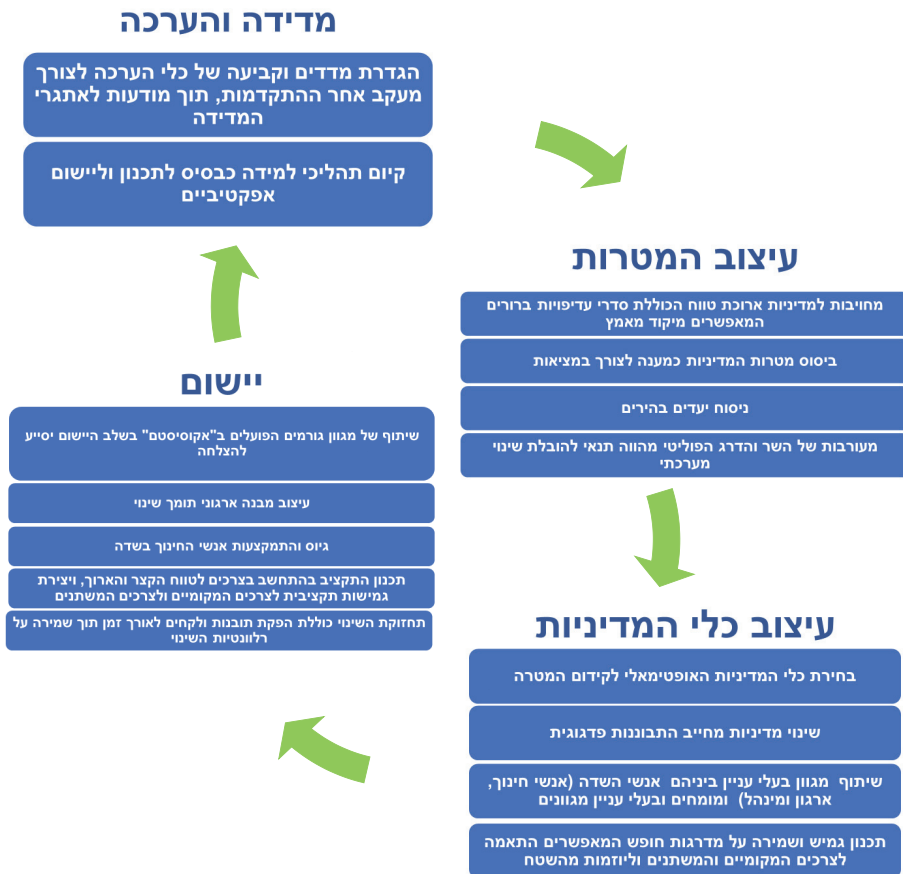 מדידה והערכה
הגדרת מדדים וקביעה של כלי הערכה לצורך
מעקב אחר ההתקדמות, תוך מודעות לאתגרי
המדידה
קיום תהליכי למידה כבסיס לתכנון וליישום
אפקטיביים
עיצוב המטרות
מחויבות למדיניות ארוכת טווח הכוללת סדרי עדיפויות ברורים
המאפשרים מיקוד מאמץ
ביסוס מטרות המדיניות כמענה לצורך במציאות
ניסוח יעדים בהירים
מעורבות של השר והדרג הפוליטי מהווה תנאי להובלת שינוי
מערכתי
עיצוב כלי המדיניות
בחירת כלי המדיניות האופטימאלי לקידום המטרה
שינוי מדיניות מחייב התבוננות פדגוגית
שיתוף מגוון בעלי עניין ביניהם אנשי השדה (אנשי חינוך,
ארגון ומינהל) ומומחים ובעלי עניין מגוונים
תכנון גמיש ושמירה על מדרגות חופש המאפשרים התאמה
לצרכים המקומיים והמשתנים וליוזמות מהשטח
יישום
שיתוף של מגוון גורמים הפועלים ב"אקוסיסטם" בשלב היישום יסייע
להצלחה
עיצוב מבנה ארגוני תומך שינוי
גיוס והתמקצעות אנשי החינוך בשדה
תכנון התקציב בהתחשב בצרכים לטווח הקצר והארוך, ויצירת
גמישות תקציבית לצרכים המקומיים ולצרכים המשתנים
תחזוקת השינוי כוללת הפקת תובנות ולקחים לאורך זמן תוך שמירה על
רלוונטיות השינוי